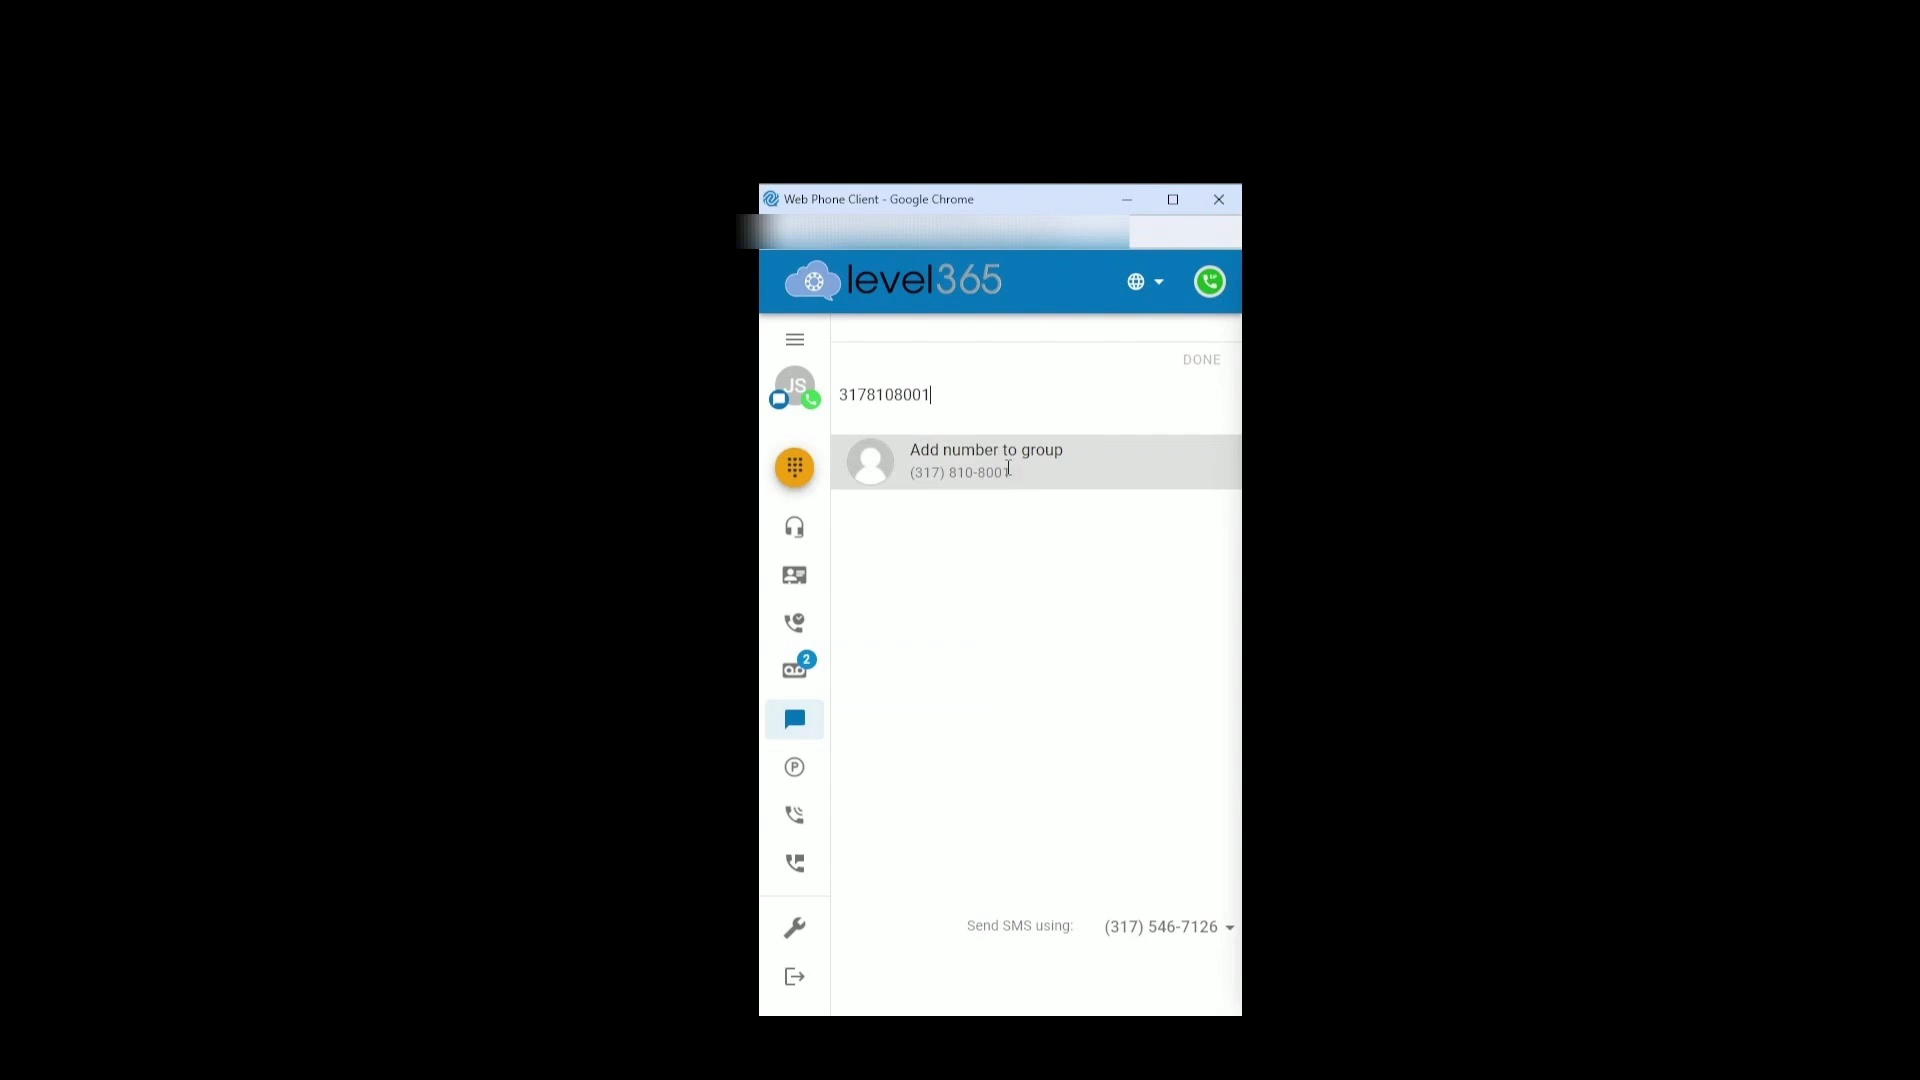 Web Phone Client - Google Chrome
level365
DONE
JS
3178108001
Add number to group
(317) 810-8001
2
P
Send SMS using: (317) 546-7126